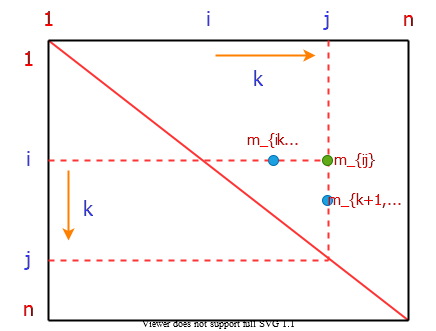 1 i j n
1
k
m_{ik...
i
m_{ij}
m_{k+1,...
k
j
n
Viewer does not support full SVG 1.1